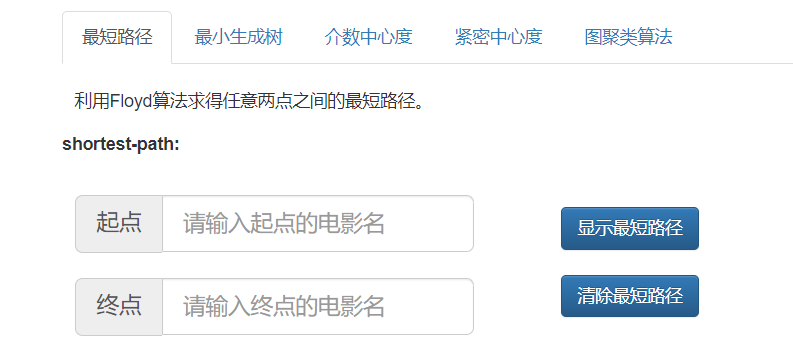 最短路径 最小生成树 介数中心度 紧密中心度 图聚类算法
利用Floyd算法求得任意两点之间的最短路径。
shortest-path:
起点 请输入起点的电影名 显示最短路径
终点 请输入终点的电影名 清除最短路径